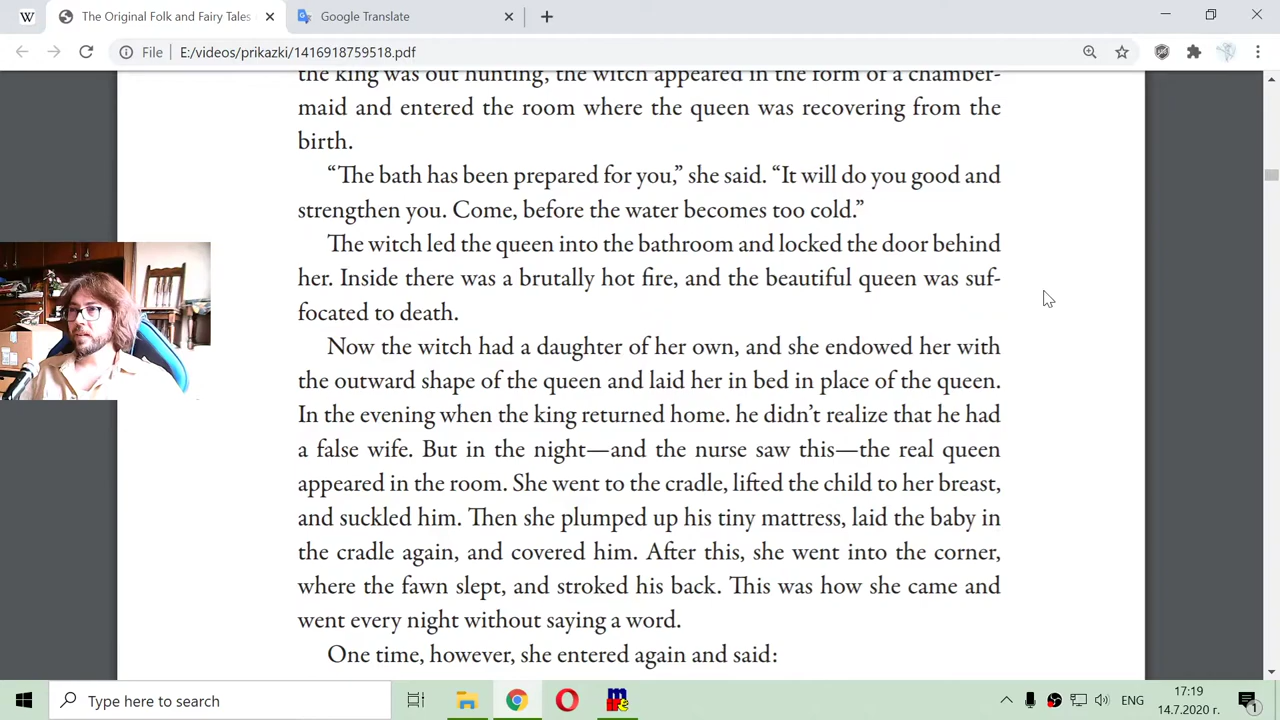 The Original Folk and Fairy Tales
Google Translate
File E:/videos/prikazki/1416918759518.pdf
the king was out hunting, the witch appeared in the form of a chamber-
maid and entered the room where the queen was recovering from the
birth.
“The bath has been prepared for you,” she said. “It will do you good and
strengthen you. Come, before the water becomes too cold.”
The witch led the queen into the bathroom and locked the door behind
her. Inside there was a brutally hot fire, and the beautiful queen was suf-
focated to death.
Now the witch had a daughter of her own, and she endowed her with
the outward shape of the queen and laid her in bed in place of the queen.
In the evening when the king returned home. he didn’t realize that he had
a false wife. But in the night—and the nurse saw this—the real queen
appeared in the room. She went to the cradle, lifted the child to her breast,
and suckled him. Then she plumped up his tiny mattress, laid the baby in
the cradle again, and covered him. After this, she went into the corner,
where the fawn slept, and stroked his back. This was how she came and
went every night without saying a word.
One time, however, she entered again and said:
Type here to search
ЕНГ
17:19
14.7.2020 г.
1